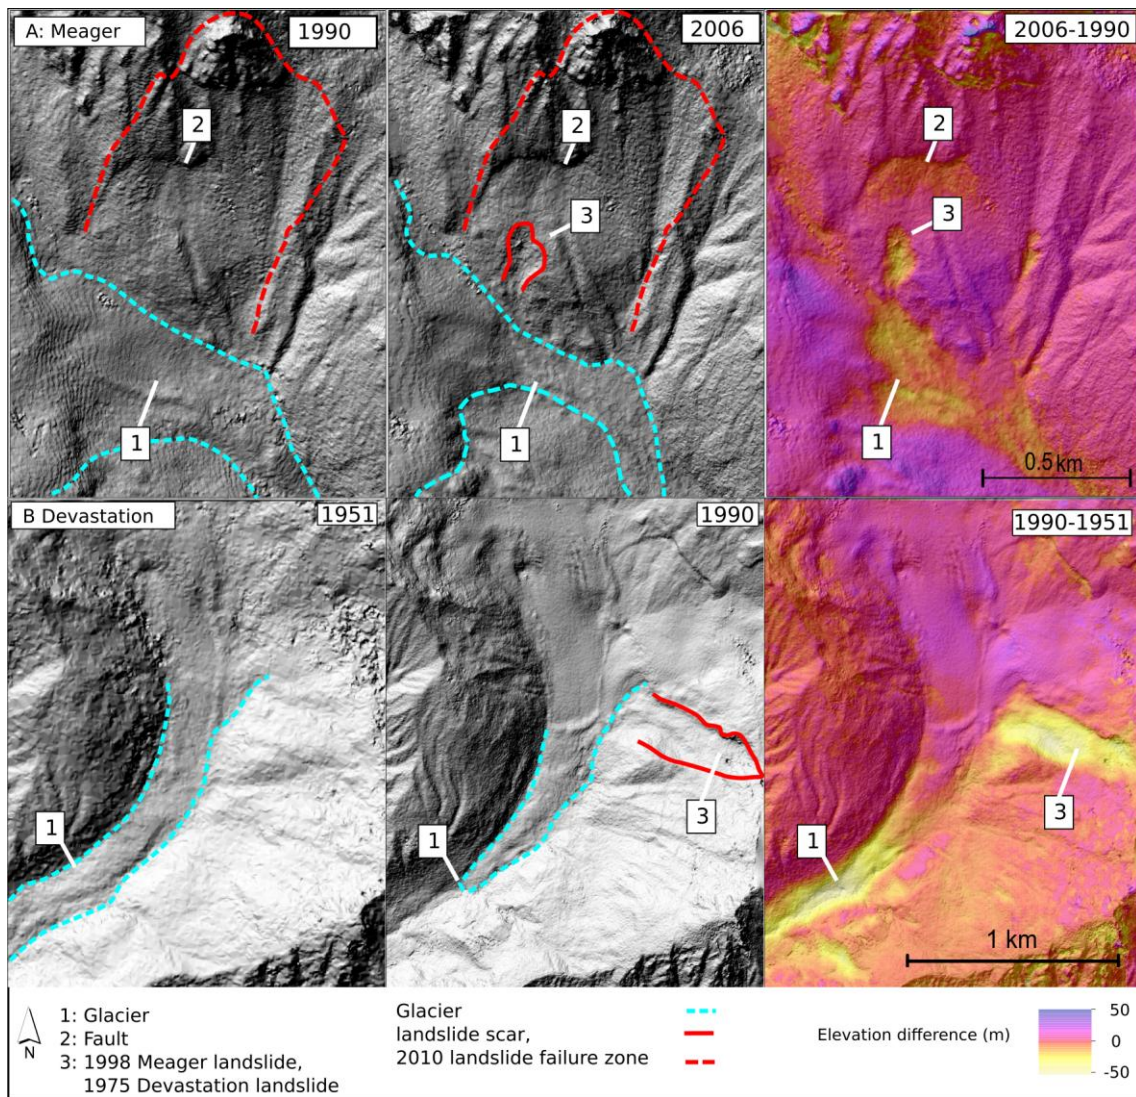 A: Meager
1990
2006
2006-1990
2
2
2
3
3
1
1
1
0.5 km
B Devastation
1951
1990
1990-1951
1
1
3
1
3
1 km
N
1: Glacier
2: Fault
3: 1998 Meager landslide,
1975 Devastation landslide
Glacier
landslide scar,
2010 landslide failure zone
Elevation difference (m)
50
0
-50